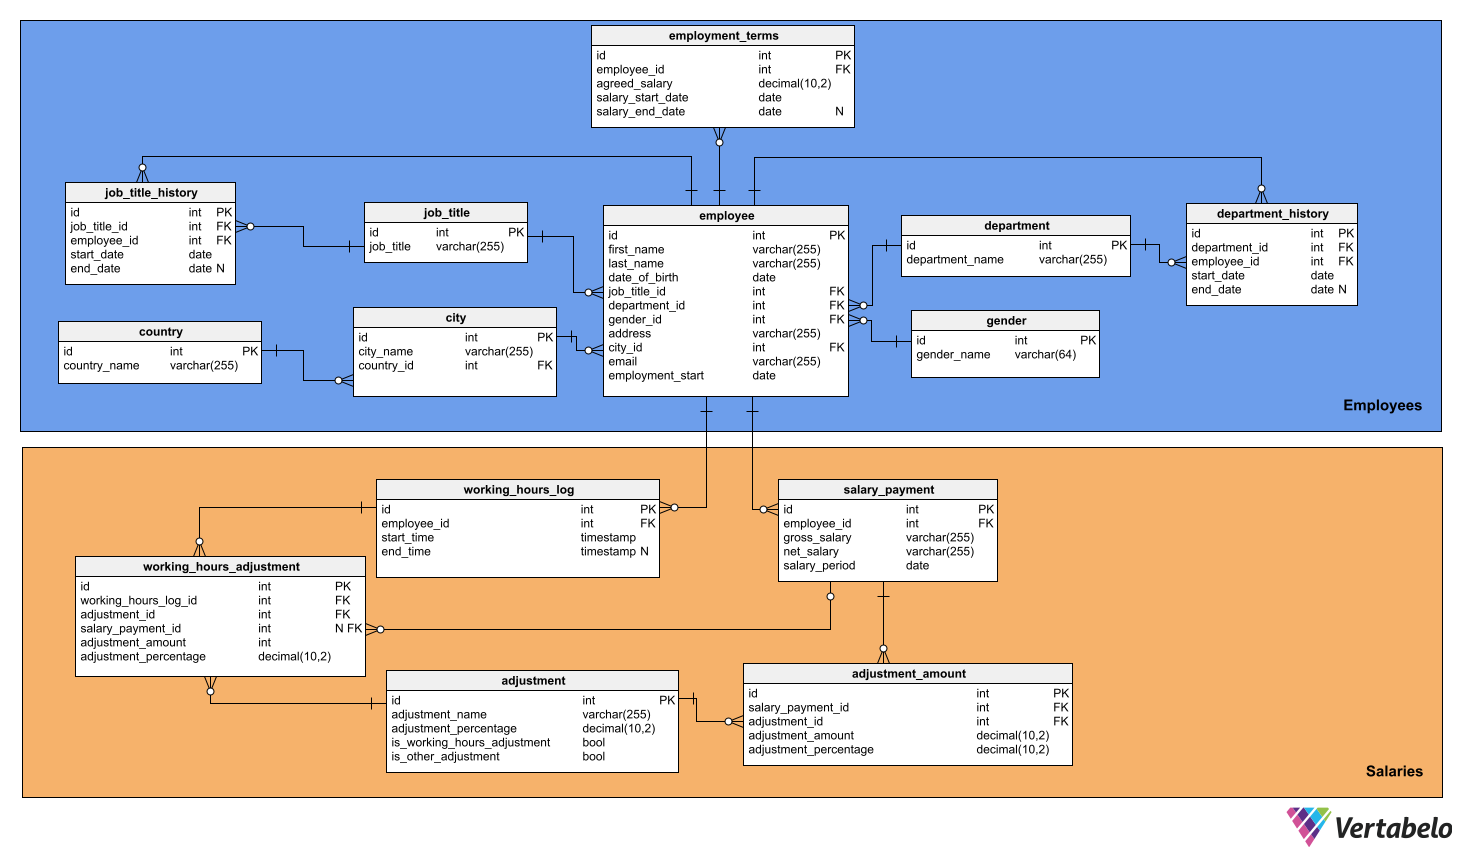 employment_terms
id int PK
employee_id int FK
agreed_salary decimal(10,2)
salary_start_date date
salary_end_date date N
job_title_history
id int PK
job_title_id int FK
employee_id int FK
start_date date
end_date date N
job_title
id int PK
job_title varchar(255)
employee
id int PK
first_name varchar(255)
last_name varchar(255)
date_of_birth date
job_title_id int FK
department_id int FK
gender_id int FK
address varchar(255)
city_id int FK
email varchar(255)
employment_start date
department
id int PK
department_name varchar(255)
department_history
id int PK
department_id int FK
employee_id int FK
start_date date
end_date date N
country
id int PK
country_name varchar(255)
city
id int PK
city_name varchar(255)
country_id int FK
gender
id int PK
gender_name varchar(64)
Employees
working_hours_log
id int PK
employee_id int FK
start_time timestamp
end_time timestamp N
salary_payment
id int PK
employee_id int FK
gross_salary varchar(255)
net_salary varchar(255)
salary_period date
working_hours_adjustment
id int PK
working_hours_log_id int FK
adjustment_id int FK
salary_payment_id int N FK
adjustment_amount int
adjustment_percentage decimal(10,2)
adjustment
id int PK
adjustment_name varchar(255)
adjustment_percentage decimal(10,2)
is_working_hours_adjustment bool
is_other_adjustment bool
adjustment_amount
id int PK
salary_payment_id int FK
adjustment_id int FK
adjustment_amount decimal(10,2)
adjustment_percentage decimal(10,2)
Salaries
Vertabelo